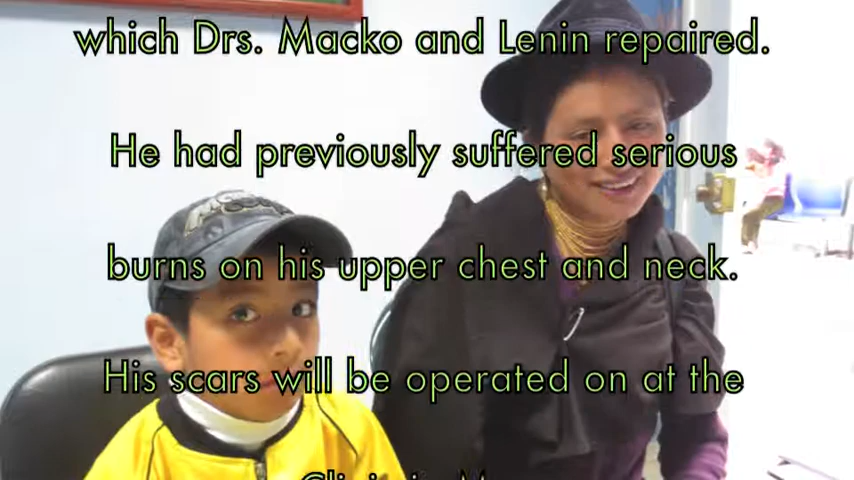 which Drs. Macko and Lenin repaired.
He had previously suffered serious
burns on his upper chest and neck.
His scars will be operated on at the